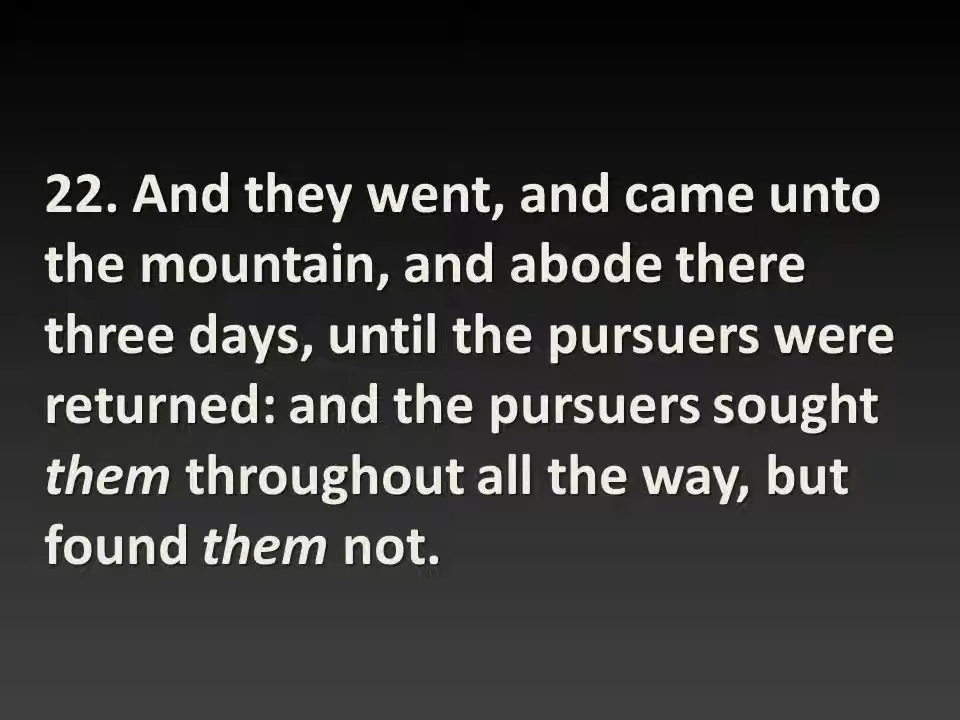 22. And they went, and came unto
the mountain, and abode there
three days, until the pursuers were
returned: and the pursuers sought
them throughout all the way, but
found them not.